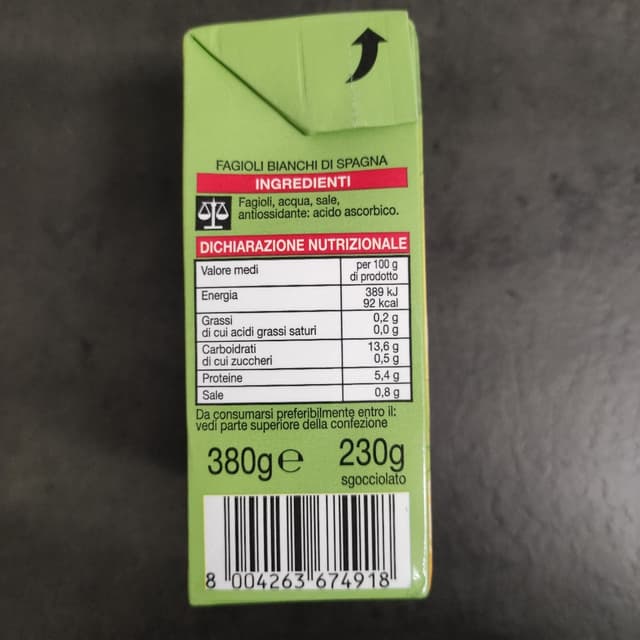 FAGIOLI BIANCHI DI SPAGNA
INGREDIENTI
Fagioli, acqua, sale,
antiossidante: acido ascorbico.
DICHIARAZIONE NUTRIZIONALE
Valore medi per 100 g
di prodotto
Energia 389 kJ
92 kcal
Grassi 0,2 g
di cui acidi grassi saturi 0,0 g
Carboidrati 13,6 g
di cui zuccheri 0,5 g
Proteine 5,4 g
Sale 0,8 g
Da consumarsi preferibilmente entro il:
vedi parte superiore della confezione
380g℮ 230g
sgocciolato
8 004263 674918